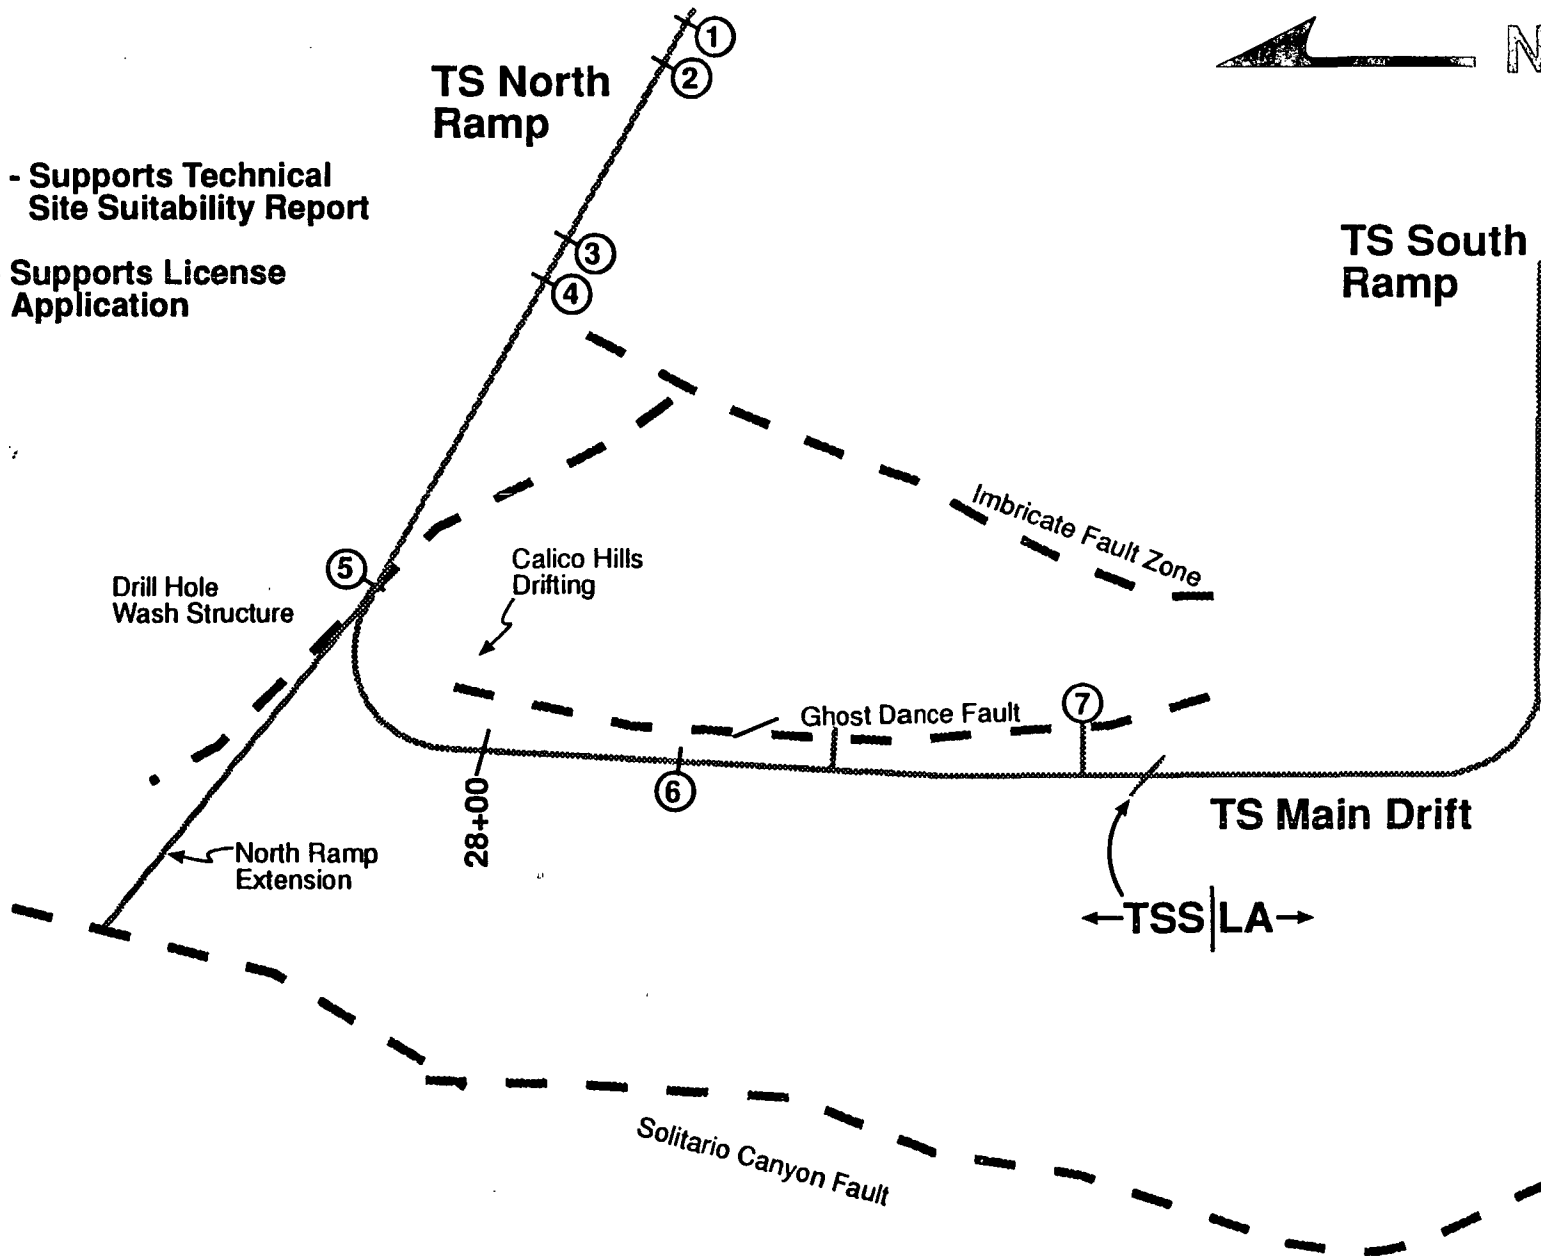 1
N
2
TS North
Ramp
- Supports Technical
Site Suitability Report
3
TS South
Ramp
Supports License
Application
4
Imbricate Fault Zone
5
Calico Hills
Drifting
Drill Hole
Wash Structure
7
Ghost Dance Fault
28+00
6
TS Main Drift
North Ramp
Extension
TSS|LA
Solitario Canyon Fault